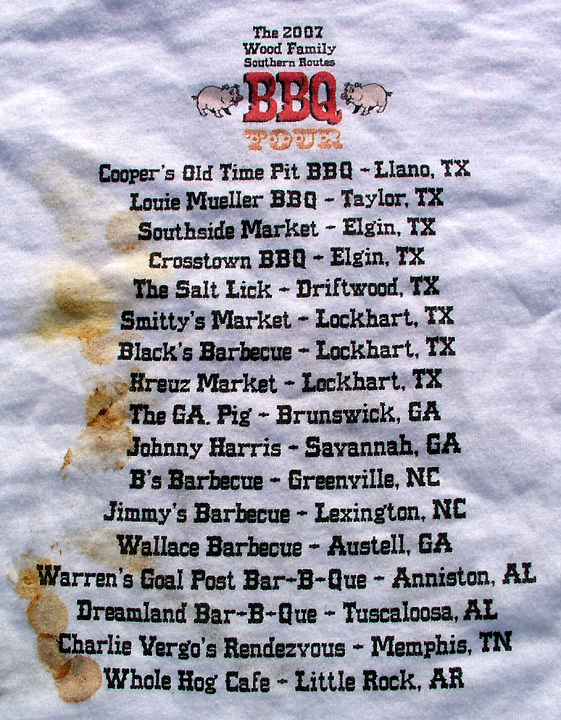 The 2007
Wood Family
Southern Routes
BBQ
TOUR
Cooper's Old Time Pit BBQ - Llano, TX
Louie Mueller BBQ - Taylor, TX
Southside Market - Elgin, TX
Crosstown BBQ - Elgin, TX
The Salt Lick - Driftwood, TX
Smitty's Market - Lockhart, TX
Black's Barbecue - Lockhart, TX
Kreuz Market - Lockhart, TX
The GA. Pig - Brunswick, GA
Johnny Harris - Savannah, GA
B's Barbecue - Greenville, NC
Jimmy's Barbecue - Lexington, NC
Wallace Barbecue - Austell, GA
Warren's Goal Post Bar-B-Que - Anniston, AL
Dreamland Bar-B-Que - Tuscaloosa, AL
Charlie Vergo's Rendezvous - Memphis, TN
Whole Hog Cafe - Little Rock, AR